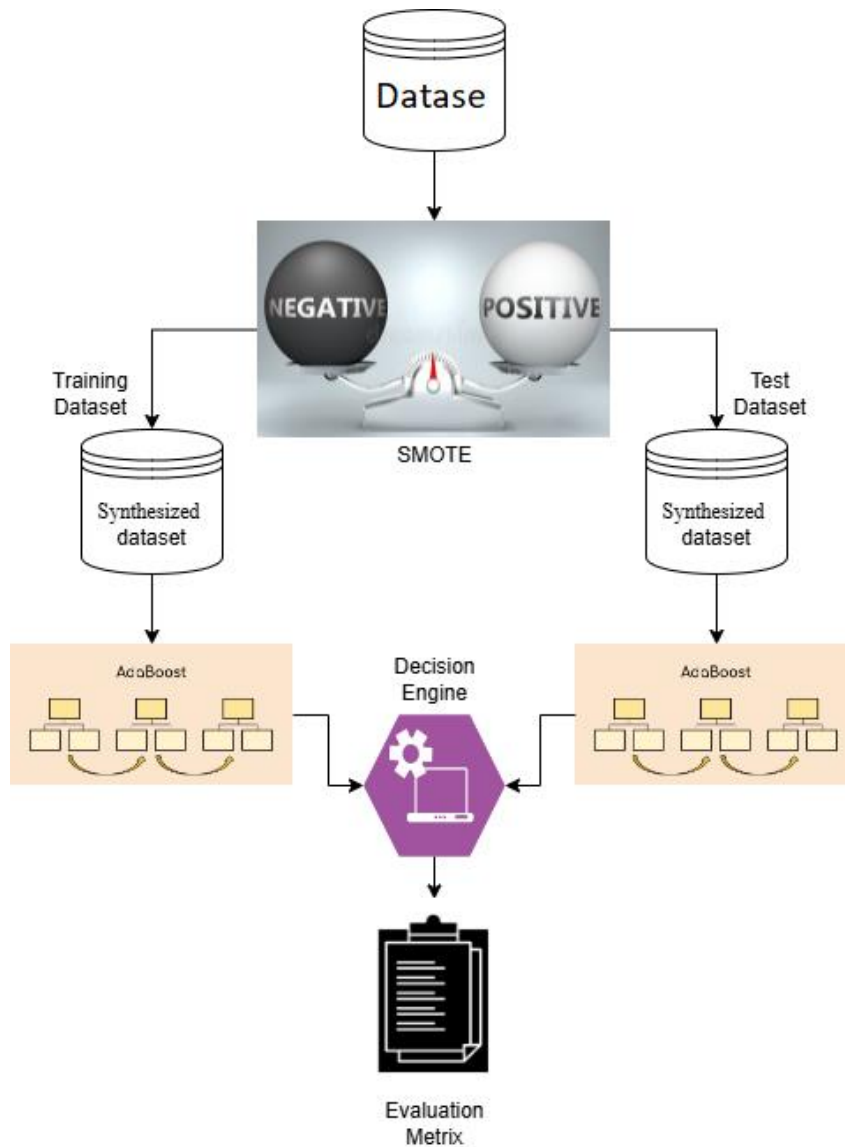 Datase
NEGATIVE
POSITIVE
SMOTE
Training
Dataset
Test
Dataset
Synthesized
dataset
Synthesized
dataset
AdaBoost
Decision
Engine
AdaBoost
Evaluation
Metrix